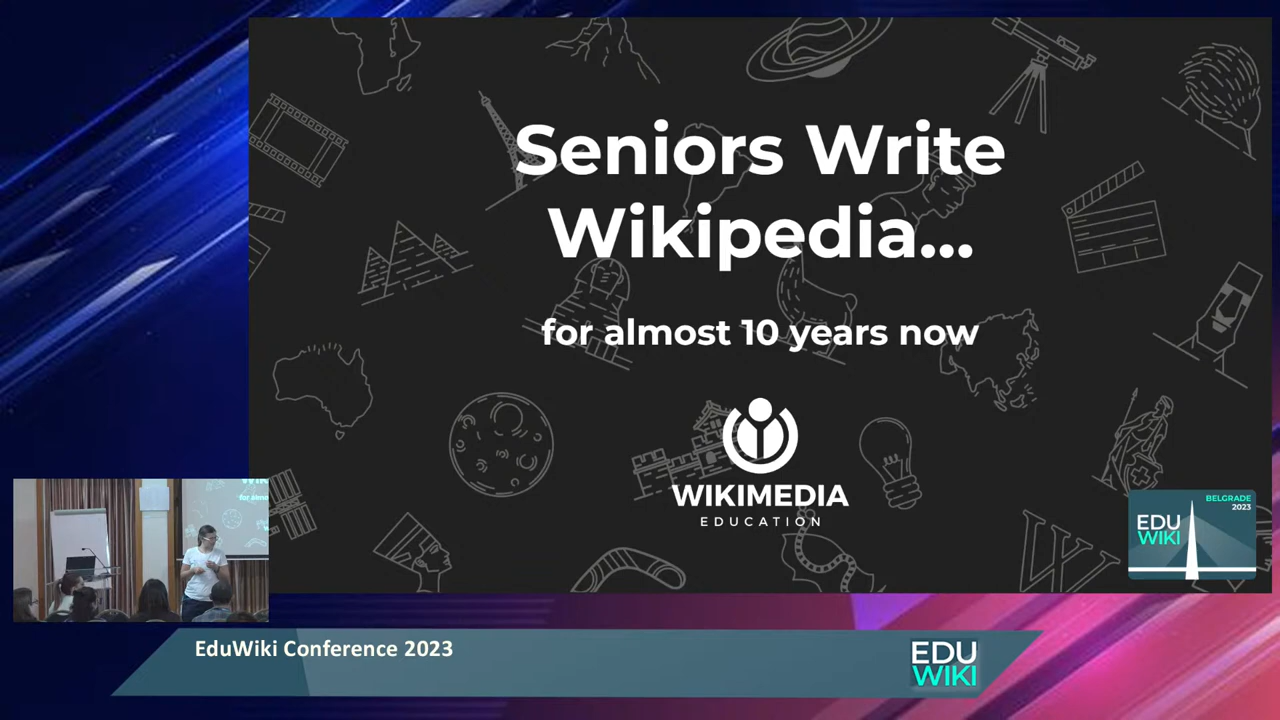 Seniors Write
Wikipedia...
for almost 10 years now
WIKIMEDIA
EDUCATION
BELGRADE
2023
EDU
WIKI
EduWiki Conference 2023
EDU
WIKI